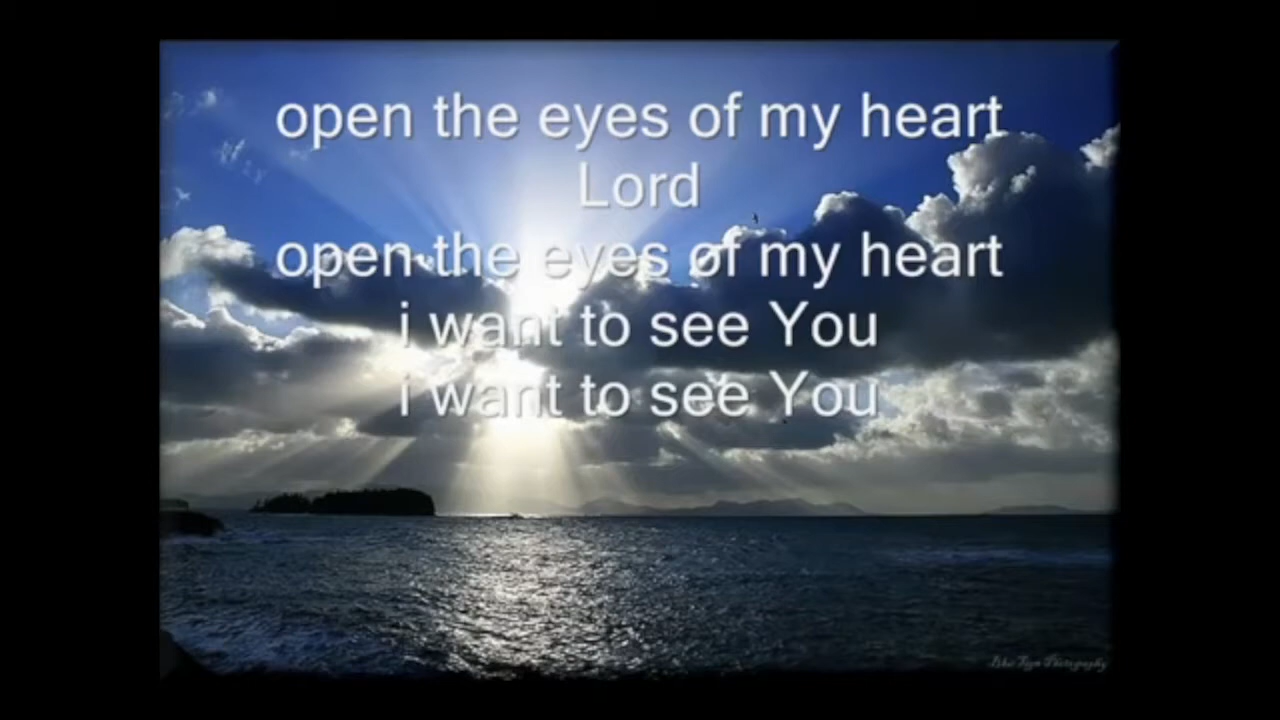 open the eyes of my heart
Lord
open the eyes of my heart
i want to see You
i want to see You
Photography